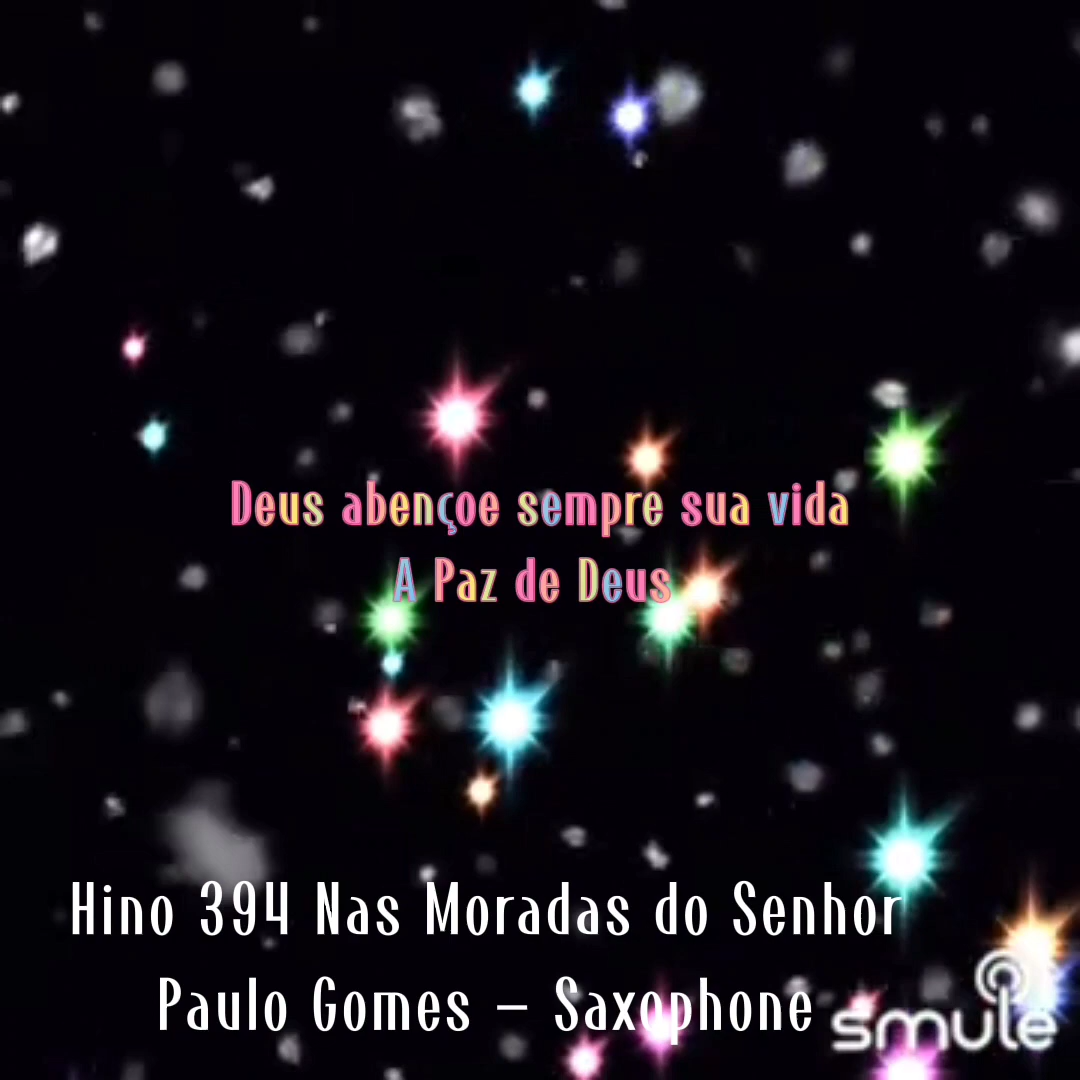 Deus abençoe sempre sua vida
A Paz de Deus
Hino 394 Nas Moradas do Senhor
Paulo Gomes – Saxophone
smule